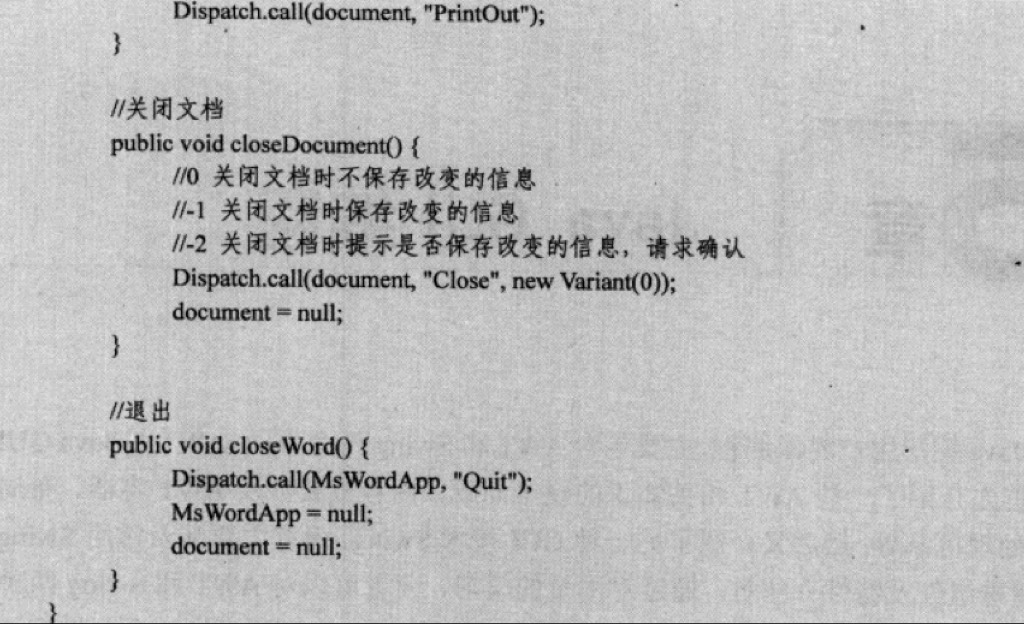 Dispatch.call(document, "PrintOut");
}
//关闭文档
public void closeDocument() {
//0 关闭文档时不保存改变的信息
//-1 关闭文档时保存改变的信息
//-2 关闭文档时提示是否保存改变的信息，请求确认
Dispatch.call(document, "Close", new Variant(0));
document = null;
}
//退出
public void closeWord() {
Dispatch.call(MsWordApp, "Quit");
MsWordApp = null;
document = null;
}
}